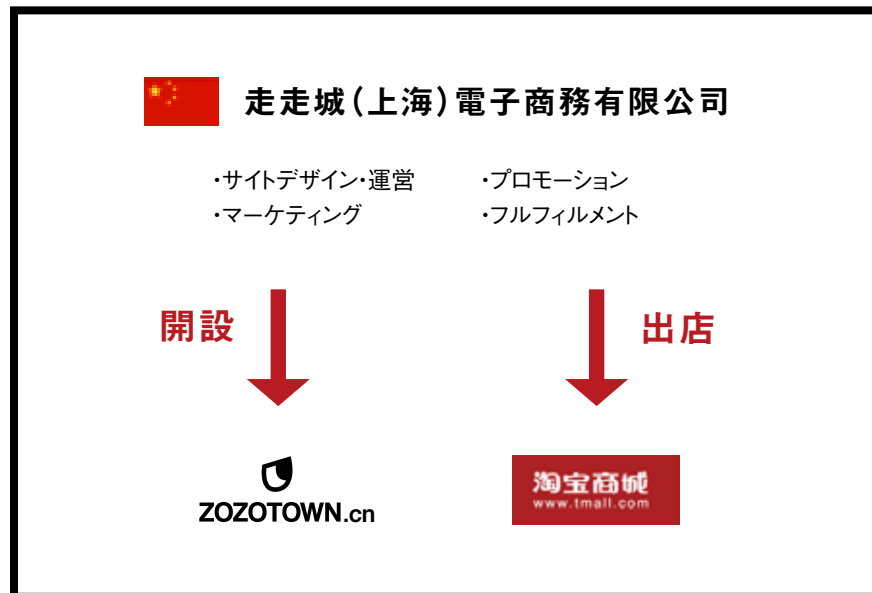 走走城(上海)電子商務有限公司
・サイトデザイン・運営
・マーケティング
・プロモーション
・フルフィルメント
開設
出店
ZOZOTOWN.cn
淘宝商城
www.tmall.com